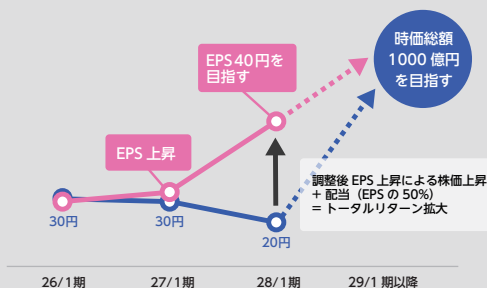 時価総額
1000 億円
を目指す
EPS40円を
目指す
EPS 上昇
調整後 EPS 上昇による株価上昇
+ 配当（EPS の 50%）
= トータルリターン拡大
30円
30円
20円
26/1期
27/1期
28/1期
29/1 期以降